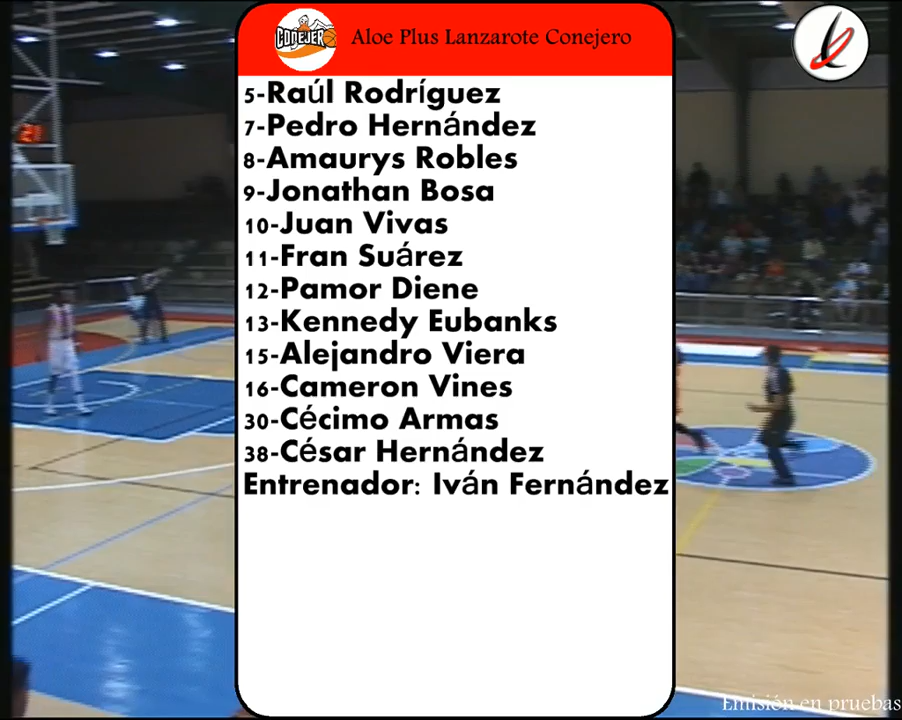 CONEJERO
Aloe Plus Lanzarote Conejero
5-Raúl Rodríguez
7-Pedro Hernández
8-Amaurys Robles
9-Jonathan Bosa
10-Juan Vivas
11-Fran Suárez
12-Pamor Diene
13-Kennedy Eubanks
15-Alejandro Viera
16-Cameron Vines
30-Cécimo Armas
38-César Hernández
Entrenador: Iván Fernández
21
Emisión en pruebas